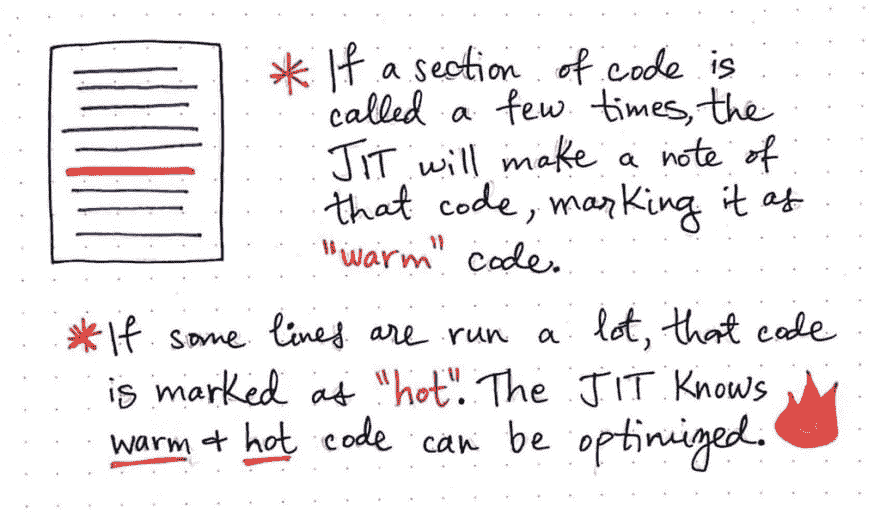 * If a section of code is
called a few times, the
JIT will make a note of
that code, marking it as
"warm" code.
* If some lines are run a lot, that code
is marked as "hot". The JIT knows
warm + hot code can be optimized.